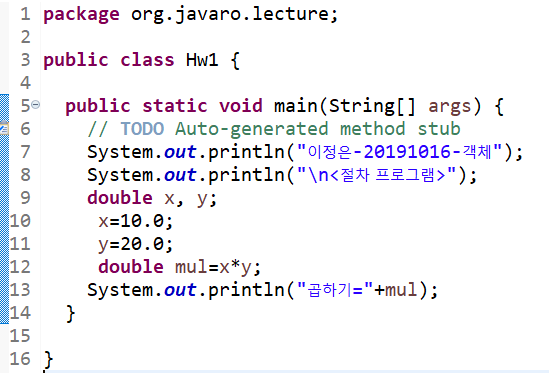 1 package org.javaro.lecture;
2
3 public class Hw1 {
4
5 public static void main(String[] args) {
6 // TODO Auto-generated method stub
7 System.out.println("이정은-20191016-객체");
8 System.out.println("\n<절차 프로그램>");
9 double x, y;
10 x=10.0;
11 y=20.0;
12 double mul=x*y;
13 System.out.println("곱하기="+mul);
14 }
15
16 }